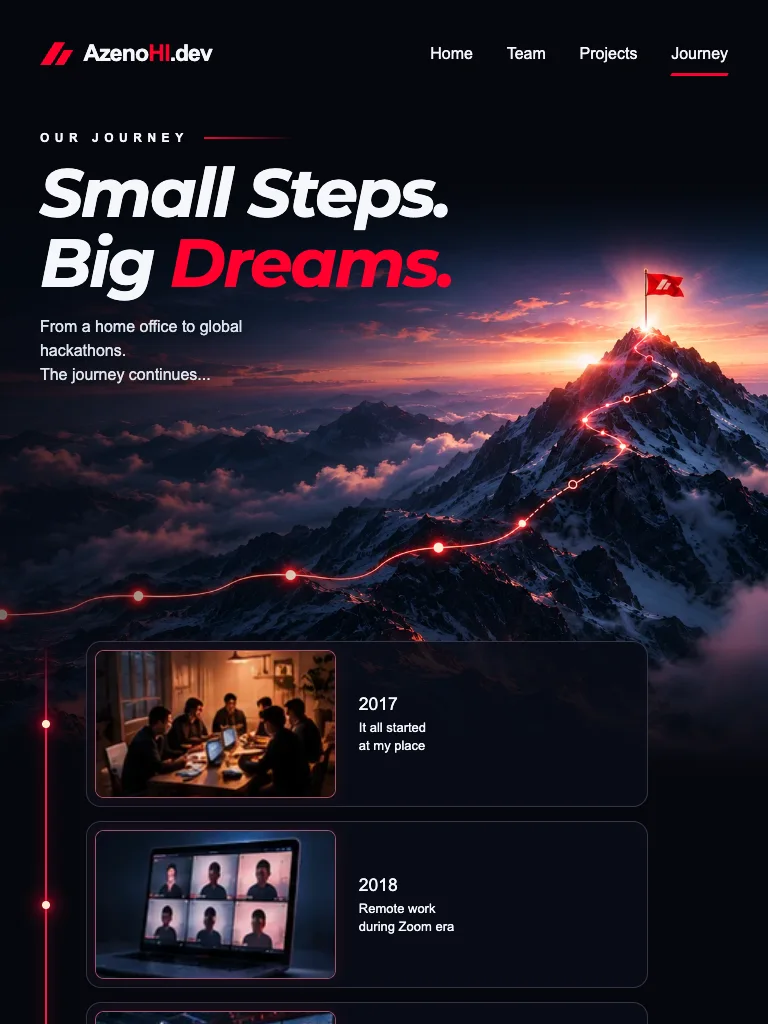 AzenoHI.dev
Home Team Projects Journey
OUR JOURNEY
Small Steps.
Big Dreams.
From a home office to global
hackathons.
The journey continues...
2017
It all started
at my place
2018
Remote work
during Zoom era